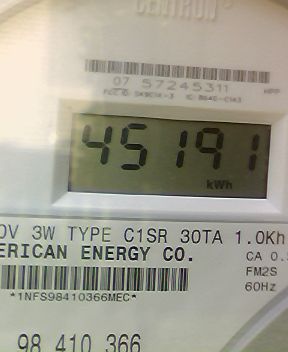 CENTRON
07 57245311
HPP
45191
kWh
0V 3W TYPE C1SR 30TA 1.0Kh
ERICAN ENERGY CO.
CA 0.
FM2S
60Hz
*1NFS98410366MEC*
98 410 366